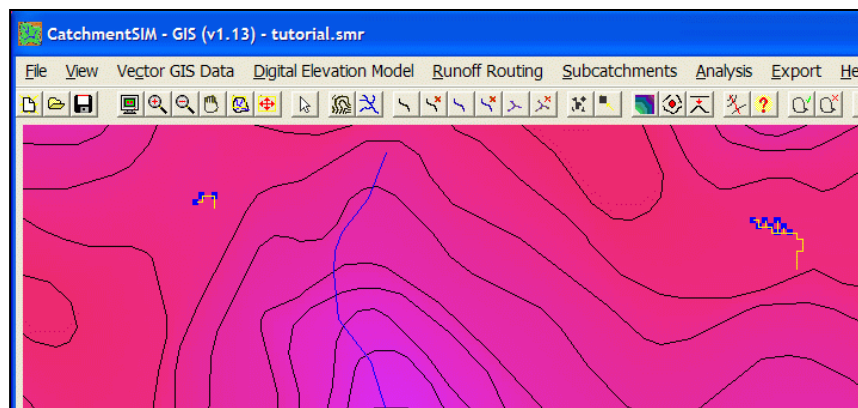 CatchmentSIM - GIS (v1.13) - tutorial.smr
File View Vector GIS Data Digital Elevation Model Runoff Routing Subcatchments Analysis Export He